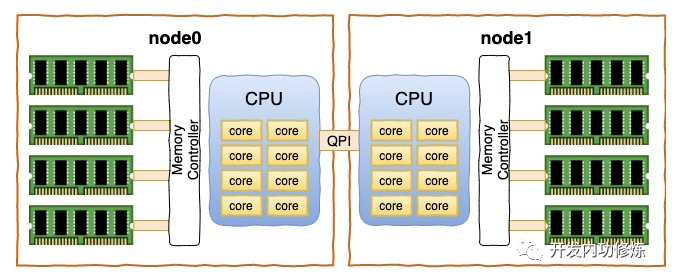 node0
node1
Memory
Controller
CPU
core core
core core
core core
core core
QPI
CPU
core core
core core
core core
core core
Memory
Controller
开发内功修炼